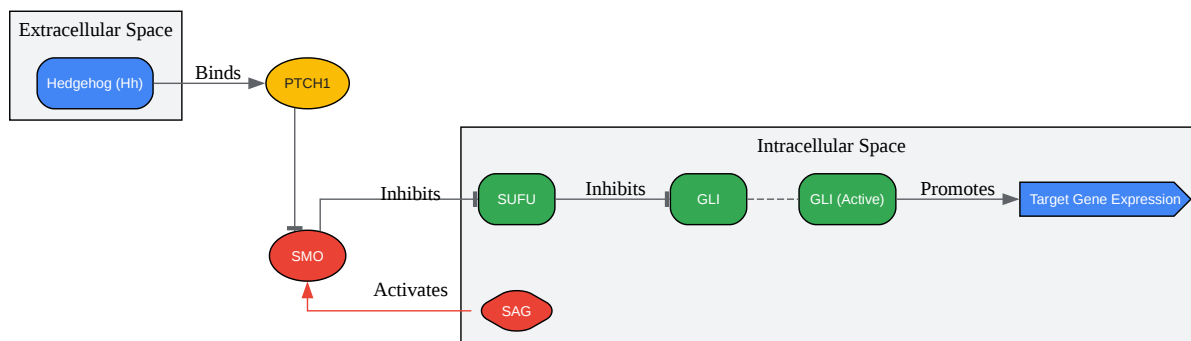 Extracellular Space
Hedgehog (Hh)
Binds
PTCH1
Intracellular Space
Inhibits
SUFU
Inhibits
GLI
GLI (Active)
Promotes
Target Gene Expression
SMO
Activates
SAG